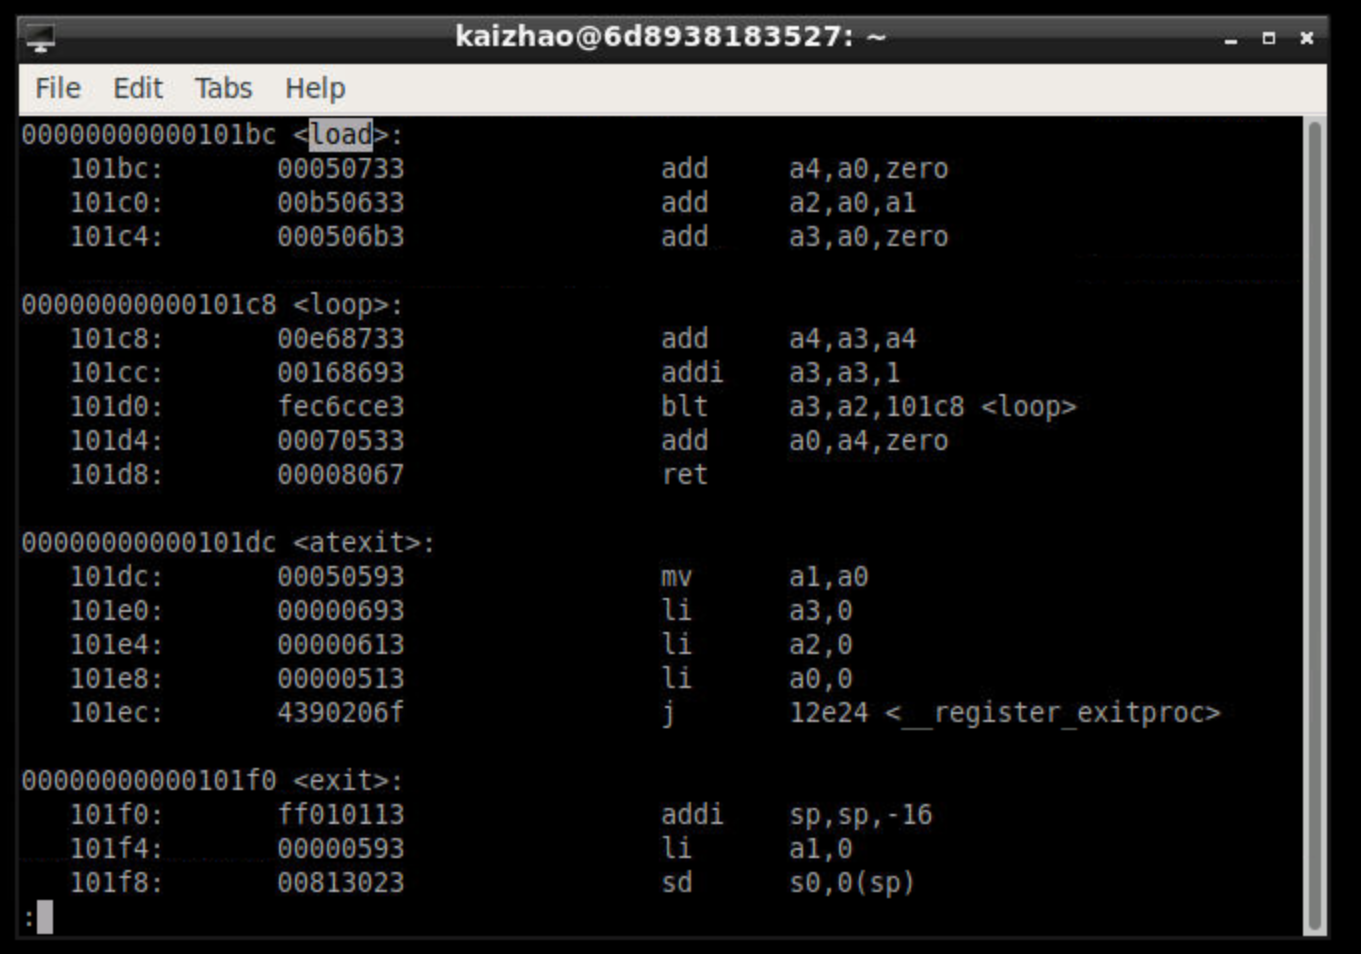 kaizhao@6d8938183527: ~
File Edit Tabs Help
00000000000101bc <load>:
101bc: 00050733 add a4,a0,zero
101c0: 00b50633 add a2,a0,a1
101c4: 000506b3 add a3,a0,zero
00000000000101c8 <loop>:
101c8: 00e68733 add a4,a3,a4
101cc: 00168693 addi a3,a3,1
101d0: fec6cce3 blt a3,a2,101c8 <loop>
101d4: 00070533 add a0,a4,zero
101d8: 00008067 ret
00000000000101dc <atexit>:
101dc: 00050593 mv a1,a0
101e0: 00000693 li a3,0
101e4: 00000613 li a2,0
101e8: 00000513 li a0,0
101ec: 4390206f j 12e24 <__register_exitproc>
00000000000101f0 <exit>:
101f0: ff010113 addi sp,sp,-16
101f4: 00000593 li a1,0
101f8: 00813023 sd s0,0(sp)
: